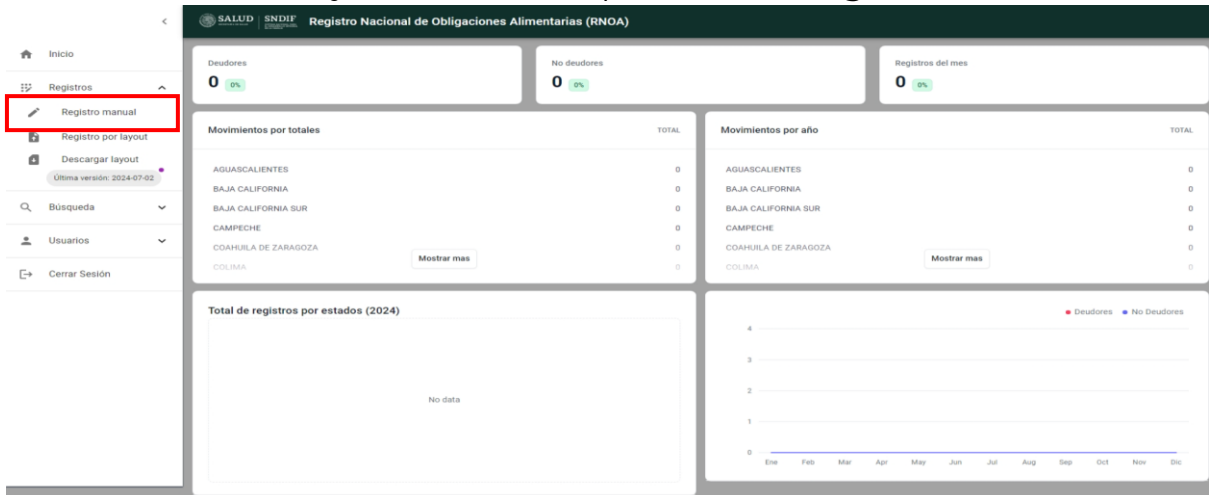 SALUD SNDIF Registro Nacional de Obligaciones Alimentarias (RNOA)
Inicio
Registros
Registro manual
Registro por layout
Descargar layout
Última versión: 2024-07-02
Búsqueda
Usuarios
Cerrar Sesión
Deudores
0 0%
No deudores
0 0%
Registros del mes
0 0%
Movimientos por totales TOTAL
AGUASCALIENTES 0
BAJA CALIFORNIA 0
BAJA CALIFORNIA SUR 0
CAMPECHE 0
COAHUILA DE ZARAGOZA 0
COLIMA 0
Mostrar mas
Movimientos por año TOTAL
AGUASCALIENTES 0
BAJA CALIFORNIA 0
BAJA CALIFORNIA SUR 0
CAMPECHE 0
COAHUILA DE ZARAGOZA 0
COLIMA 0
Mostrar mas
Total de registros por estados (2024)
No data
Deudores No Deudores
4
3
2
1
0
Ene Feb Mar Apr May Jun Jul Aug Sep Oct Nov Dic